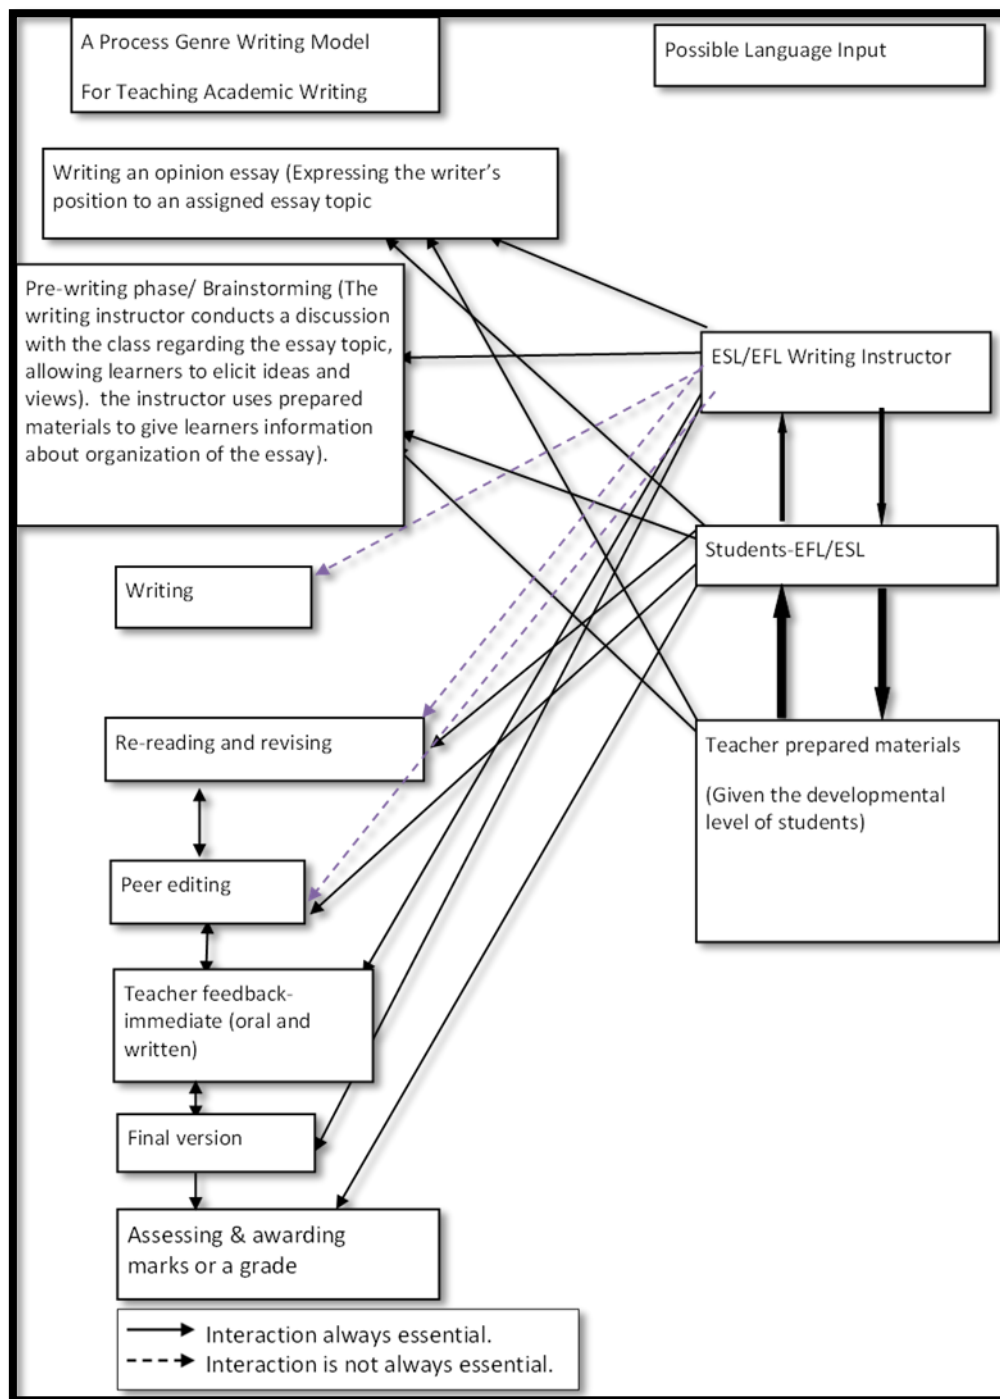 A Process Genre Writing Model
For Teaching Academic Writing
Possible Language Input
Writing an opinion essay (Expressing the writer's
position to an assigned essay topic
Pre-writing phase/ Brainstorming (The
writing instructor conducts a discussion
with the class regarding the essay topic,
allowing learners to elicit ideas and
views).  the instructor uses prepared
materials to give learners information
about organization of the essay).
ESL/EFL Writing Instructor
Students-EFL/ESL
Writing
Re-reading and revising
Teacher prepared materials
(Given the developmental
level of students)
Peer editing
Teacher feedback-
immediate (oral and
written)
Final version
Assessing & awarding
marks or a grade
Interaction always essential.
Interaction is not always essential.